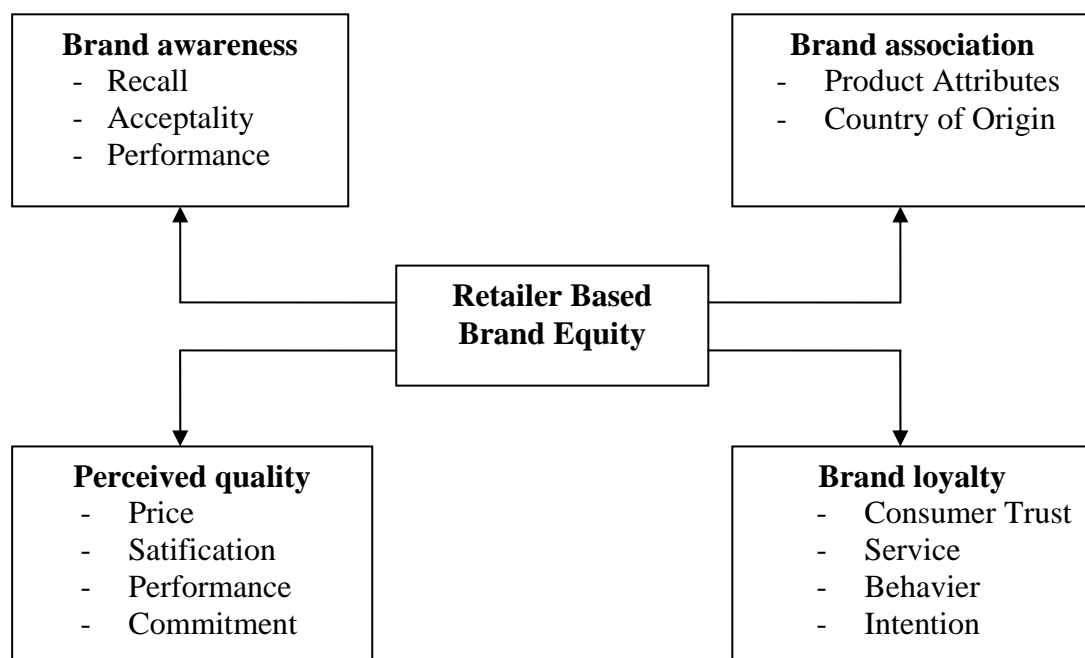 Brand awareness
- Recall
- Acceptality
- Performance
Brand association
- Product Attributes
- Country of Origin
Retailer Based
Brand Equity
Perceived quality
- Price
- Satification
- Performance
- Commitment
Brand loyalty
- Consumer Trust
- Service
- Behavier
- Intention